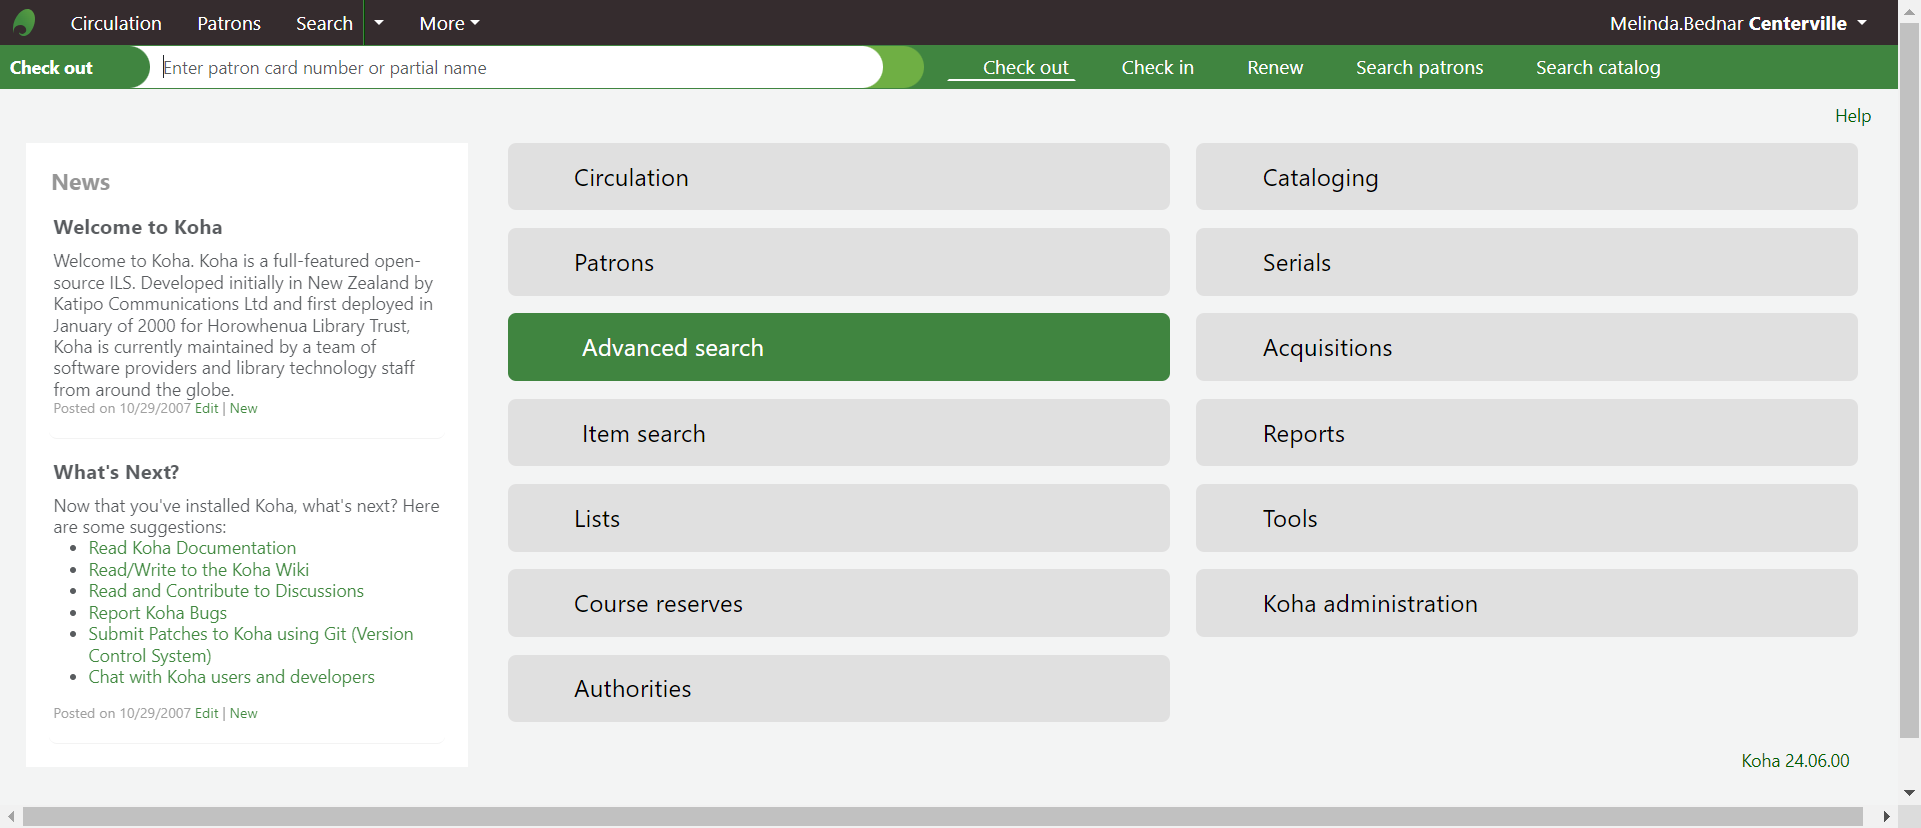 Circulation
Patrons
Search
More
Melinda.Bednar Centerville
Check out
Enter patron card number or partial name
Check out
Check in
Renew
Search patrons
Search catalog
Help
News
Welcome to Koha
Welcome to Koha. Koha is a full-featured open-
source ILS. Developed initially in New Zealand by
Katipo Communications Ltd and first deployed in
January of 2000 for Horowhenua Library Trust,
Koha is currently maintained by a team of
software providers and library technology staff
from around the globe.
Posted on 10/29/2007 Edit | New
What's Next?
Now that you've installed Koha, what's next? Here
are some suggestions:
Read Koha Documentation
Read/Write to the Koha Wiki
Read and Contribute to Discussions
Report Koha Bugs
Submit Patches to Koha using Git (Version
Control System)
Chat with Koha users and developers
Posted on 10/29/2007 Edit | New
Circulation
Patrons
Advanced search
Item search
Lists
Course reserves
Authorities
Cataloging
Serials
Acquisitions
Reports
Tools
Koha administration
Koha 24.06.00